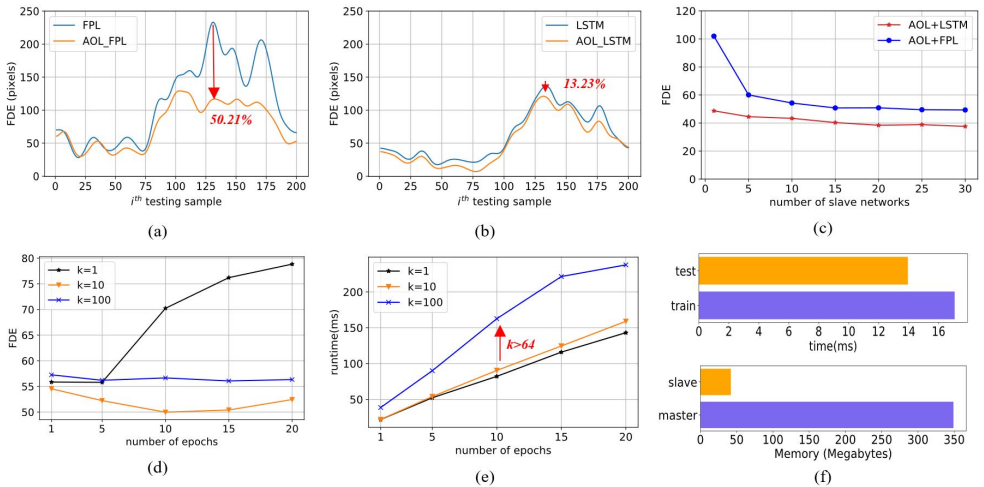 FDE (pixels)
250
200
150
100
50
0
FPL
AOL_FPL
50.21%
0 25 50 75 100 125 150 175 200
i^th testing sample
(a)
FDE (pixels)
250
200
150
100
50
0
LSTM
AOL_LSTM
13.23%
0 25 50 75 100 125 150 175 200
i^th testing sample
(b)
FDE
120
100
80
60
40
20
0
AOL+LSTM
AOL+FPL
0 5 10 15 20 25 30
number of slave networks
(c)
FDE
80
75
70
65
60
55
50
k=1
k=10
k=100
1 5 10 15 20
number of epochs
(d)
runtime(ms)
200
150
100
50
k=1
k=10
k=100
k>64
1 5 10 15 20
number of epochs
(e)
test
train
0 2 4 6 8 10 12 14 16
time(ms)
slave
master
0 50 100 150 200 250 300 350
Memory (Megabytes)
(f)